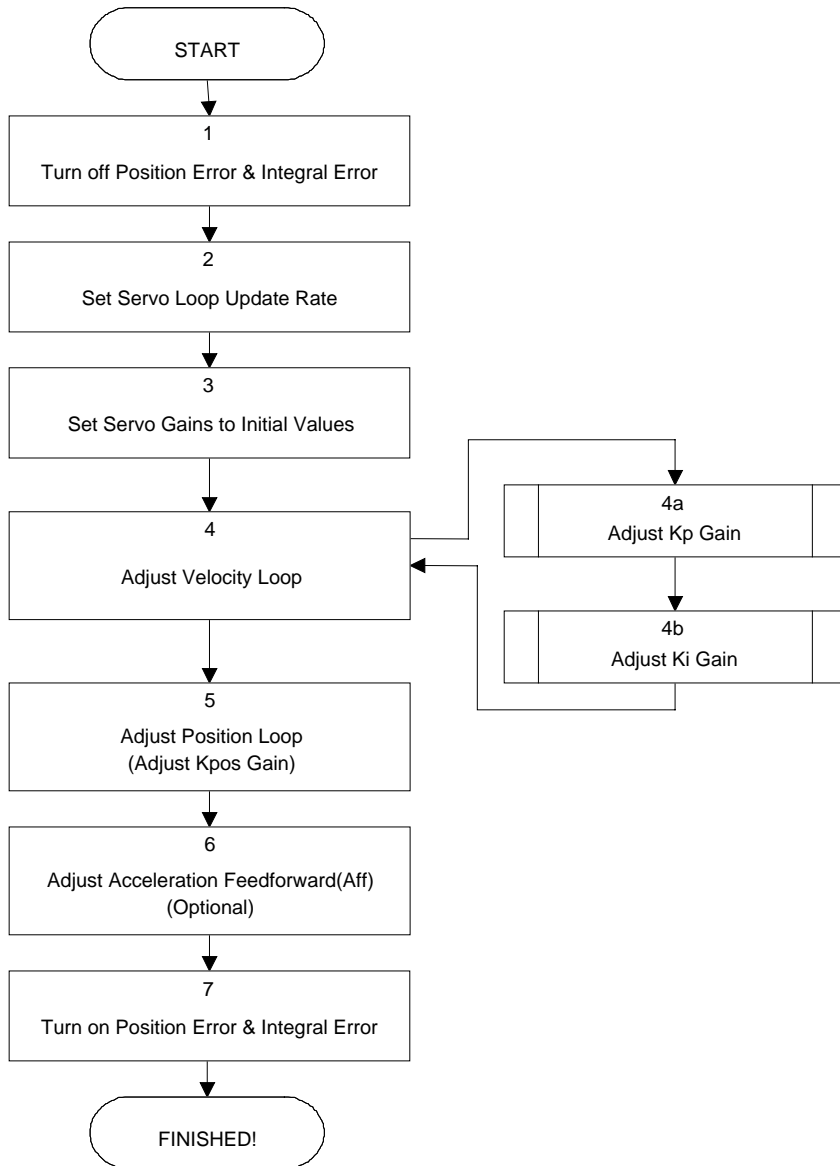 START
1
Turn off Position Error & Integral Error
2
Set Servo Loop Update Rate
3
Set Servo Gains to Initial Values
4
Adjust Velocity Loop
4a
Adjust Kp Gain
4b
Adjust Ki Gain
5
Adjust Position Loop
(Adjust Kpos Gain)
6
Adjust Acceleration Feedforward(Aff)
(Optional)
7
Turn on Position Error & Integral Error
FINISHED!